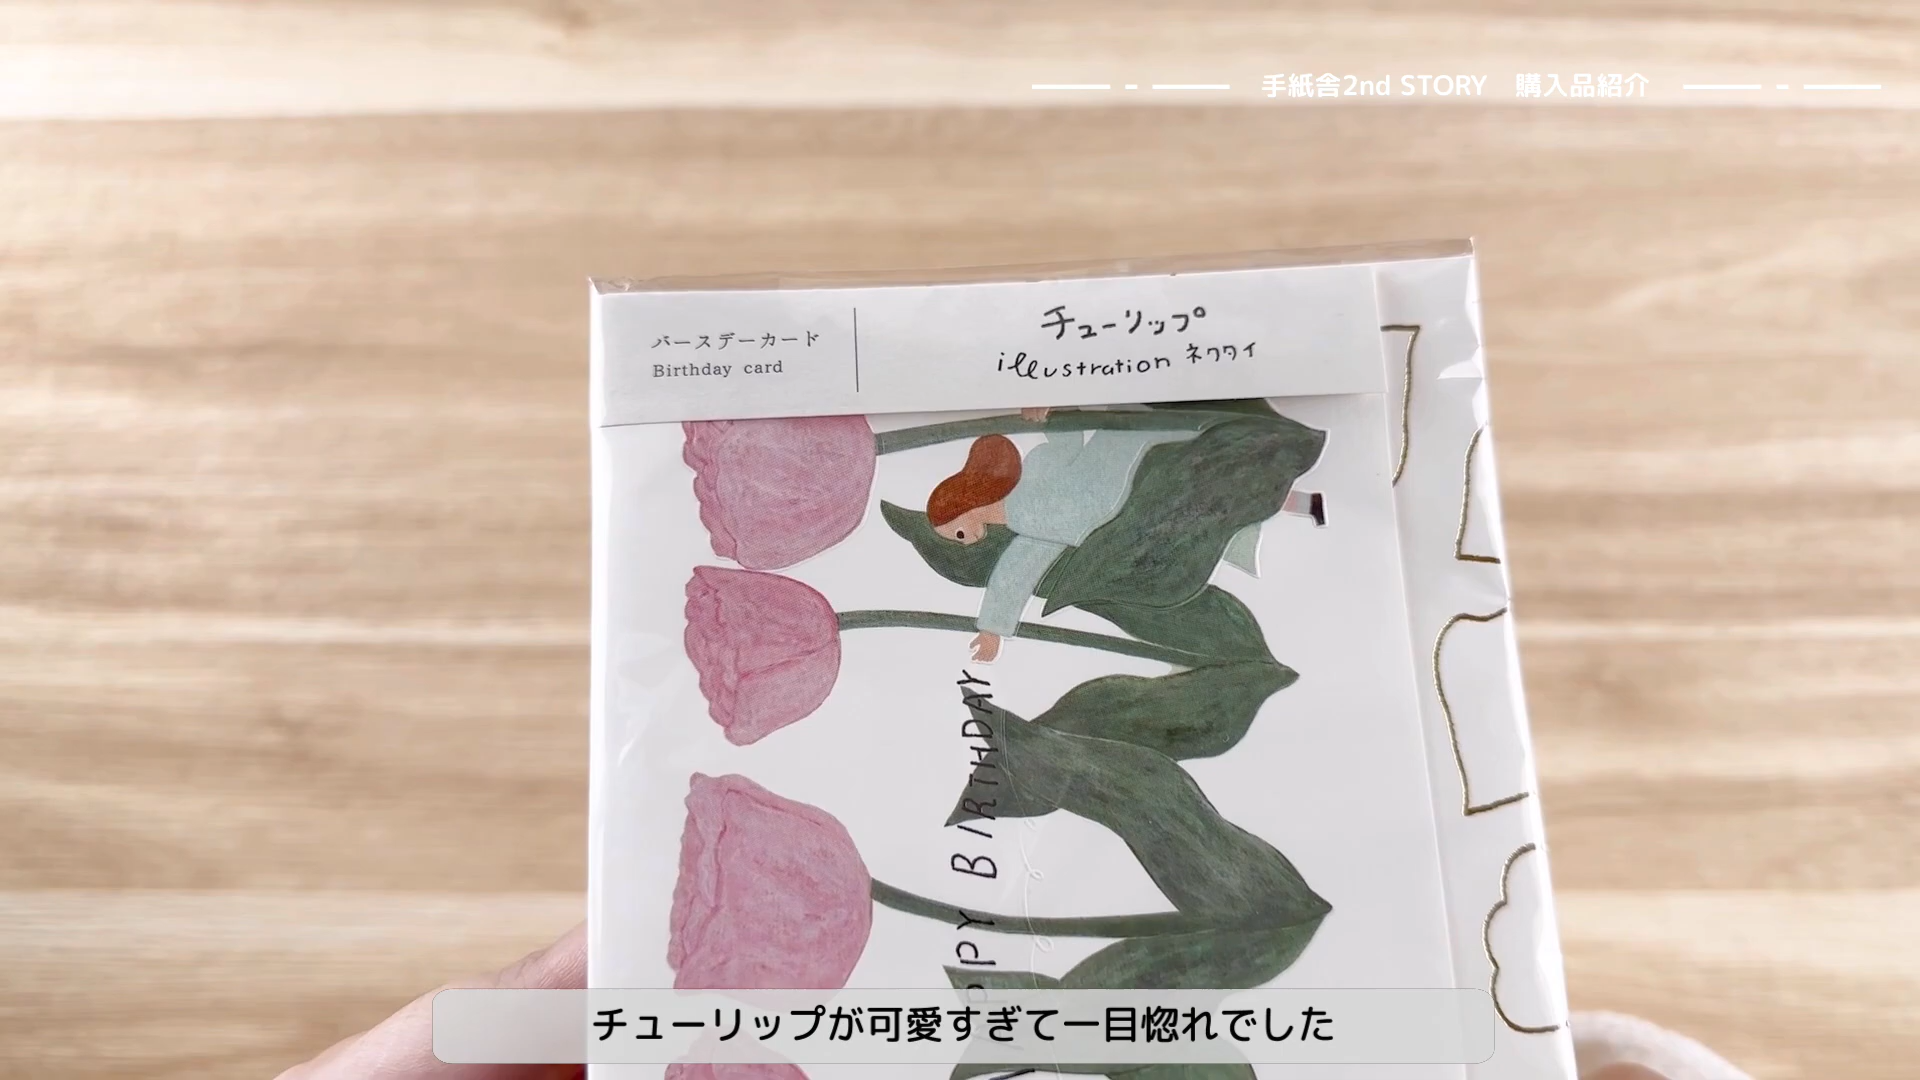 手紙舎2nd STORY　購入品紹介
バースデーカード
Birthday card
チューリップ
illustration ネクタイ
PPY BIRTHDAY
チューリップが可愛すぎて一目惚れでした